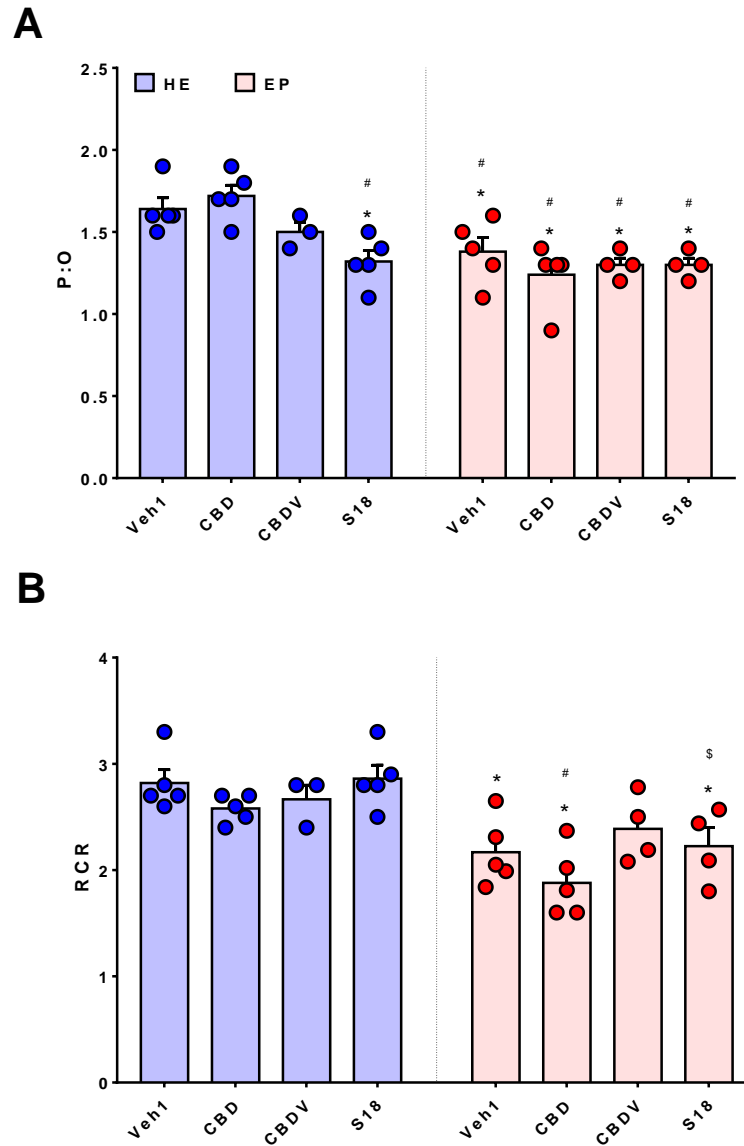 A
2.5
HE EP
2.0
# #
* # # #
* * * *
1.5
P:O
1.0
0.5
0.0
Veh1 CBD CBDV S18 Veh1 CBD CBDV S18
B
4
$
3
* #
* *
2
RCR
1
0
Veh1 CBD CBDV S18 Veh1 CBD CBDV S18